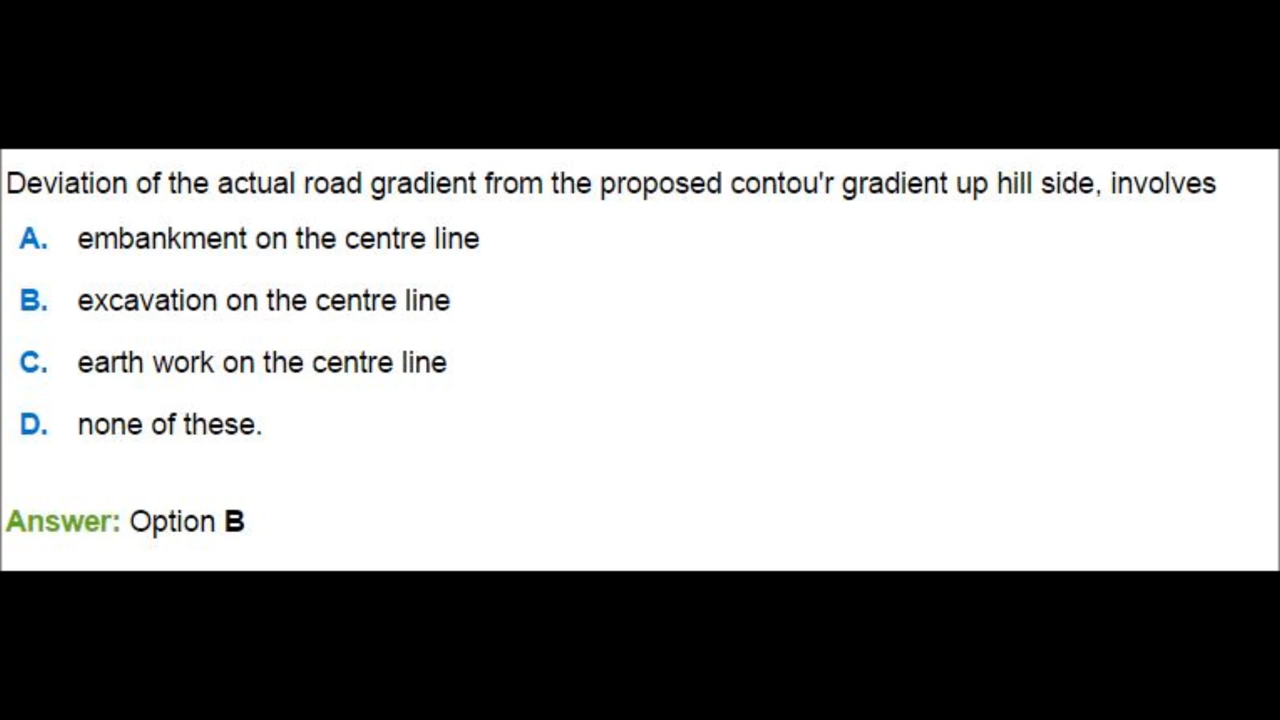 Deviation of the actual road gradient from the proposed contou'r gradient up hill side, involves
A. embankment on the centre line
B. excavation on the centre line
C. earth work on the centre line
D. none of these.
Answer: Option B